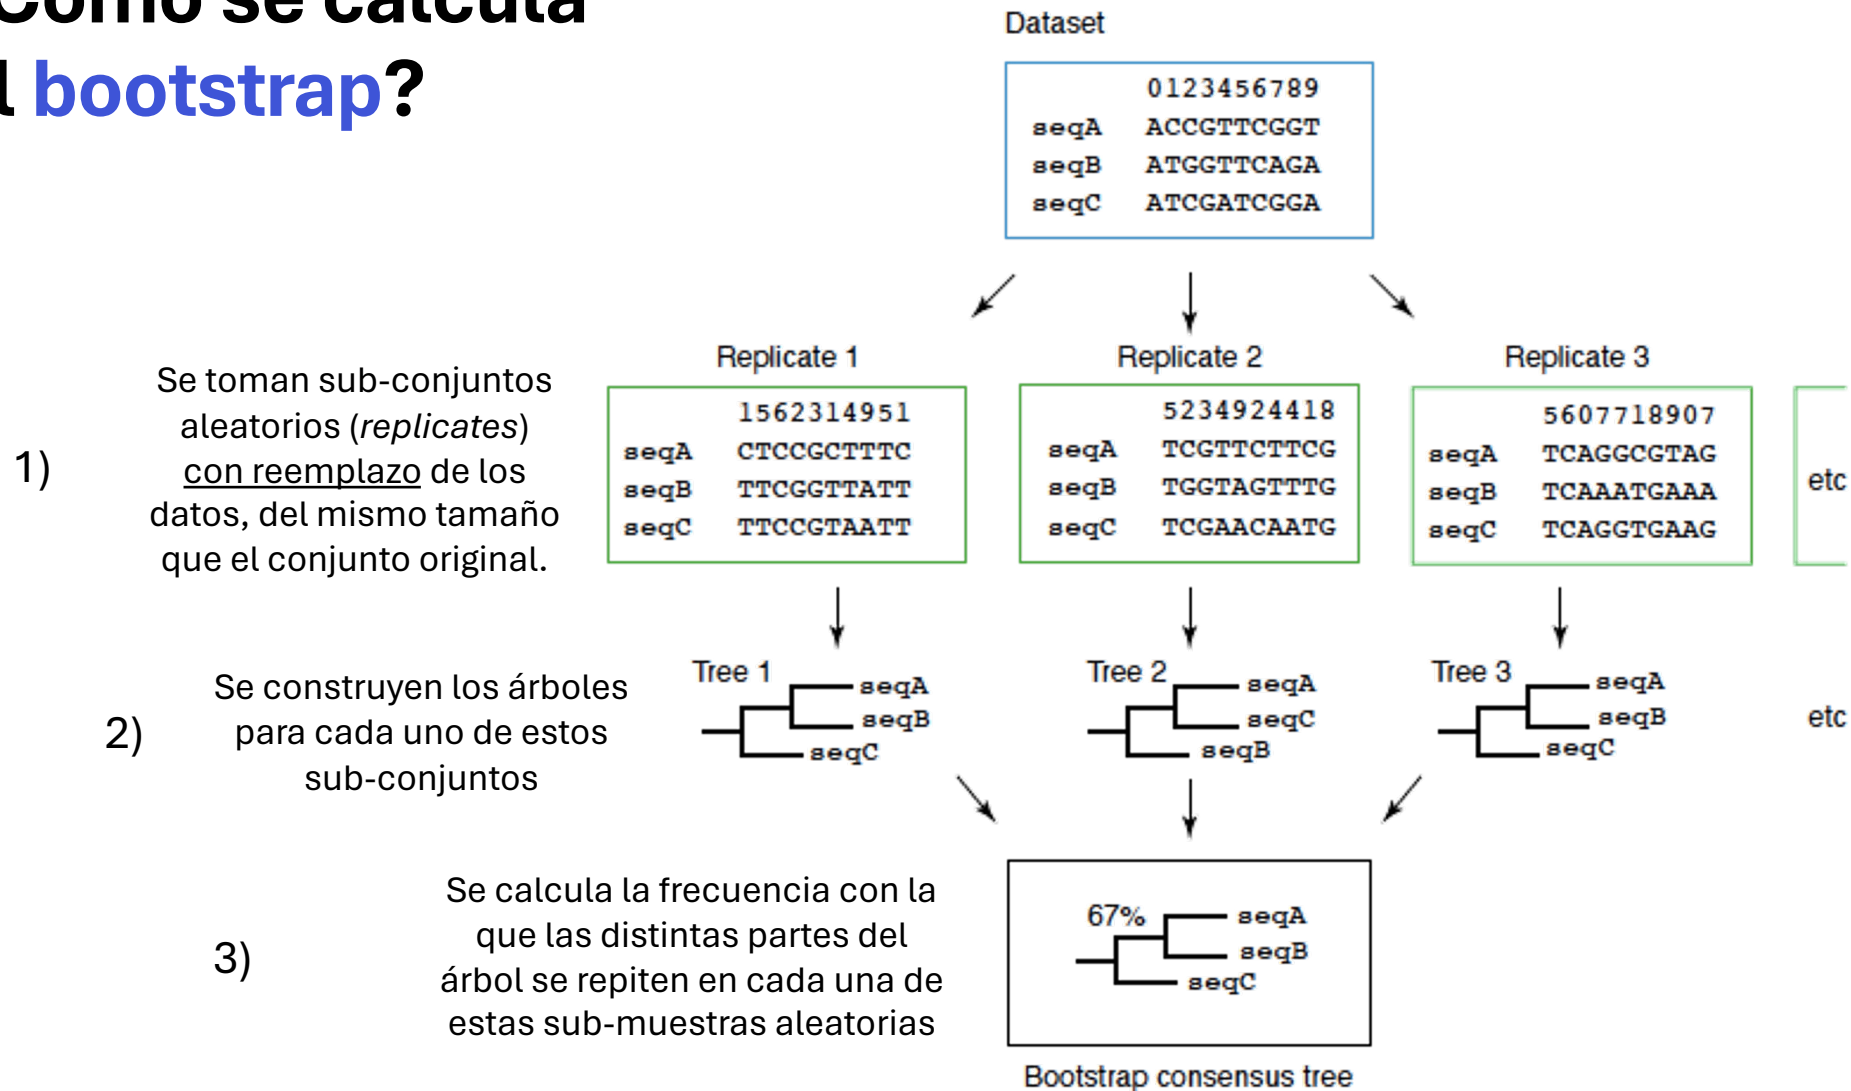 Cómo se calcula
l bootstrap?
Dataset
0123456789
seqA ACCGTTCGGT
seqB ATGGTTCAGA
seqC ATCGATCGGA
1)
Se toman sub-conjuntos
aleatorios (replicates)
con reemplazo de los
datos, del mismo tamaño
que el conjunto original.
Replicate 1
1562314951
seqA CTCCGCTTTC
seqB TTCGGTTATT
seqC TTCCGTAATT
Replicate 2
5234924418
seqA TCGTTCTTCG
seqB TGGTAGTTTG
seqC TCGAACAATG
Replicate 3
5607718907
seqA TCAGGCGTAG
seqB TCAAATGAAA
seqC TCAGGTGAAG
etc
2)
Se construyen los árboles
para cada uno de estos
sub-conjuntos
Tree 1
seqA
seqB
seqC
Tree 2
seqA
seqC
seqB
Tree 3
seqA
seqB
seqC
etc
3)
Se calcula la frecuencia con la
que las distintas partes del
árbol se repiten en cada una de
estas sub-muestras aleatorias
67%
seqA
seqB
seqC
Bootstrap consensus tree